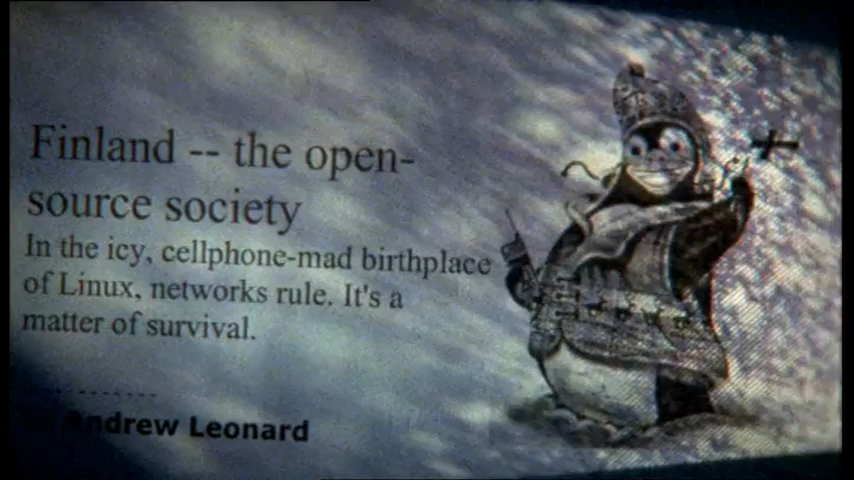 Finland -- the open-
source society
In the icy, cellphone-mad birthplace
of Linux, networks rule. It's a
matter of survival.
----------
Andrew Leonard